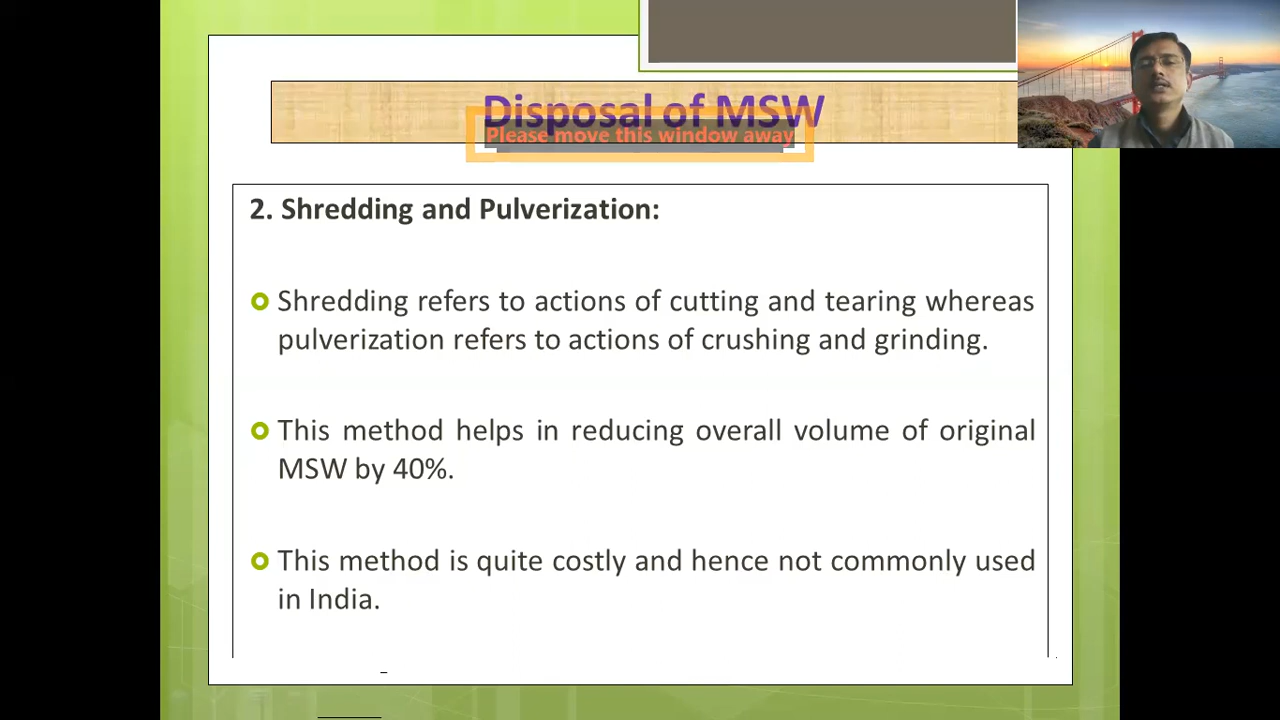 Disposal of MSW
Please move this window away
2. Shredding and Pulverization:
Shredding refers to actions of cutting and tearing whereas
pulverization refers to actions of crushing and grinding.
This method helps in reducing overall volume of original
MSW by 40%.
This method is quite costly and hence not commonly used
in India.